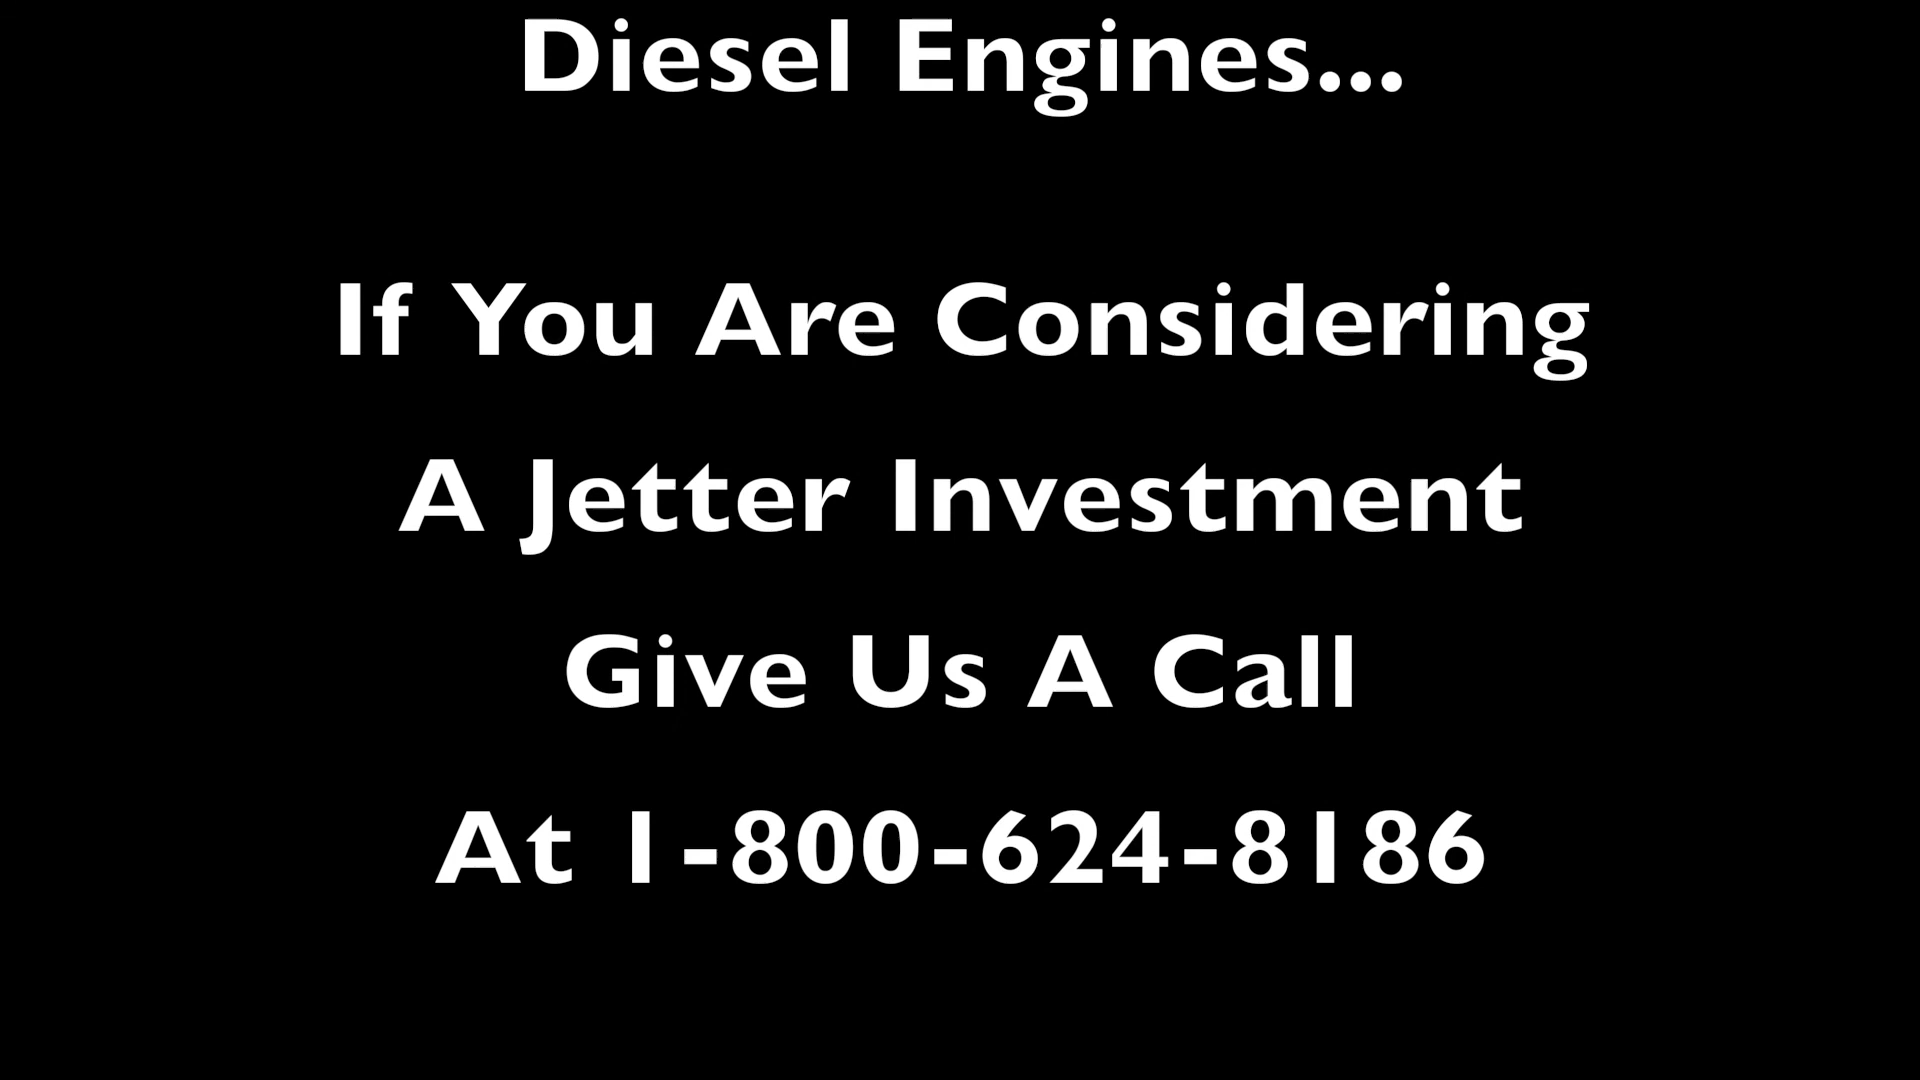 Diesel Engines...
If You Are Considering
A Jetter Investment
Give Us A Call
At 1-800-624-8186